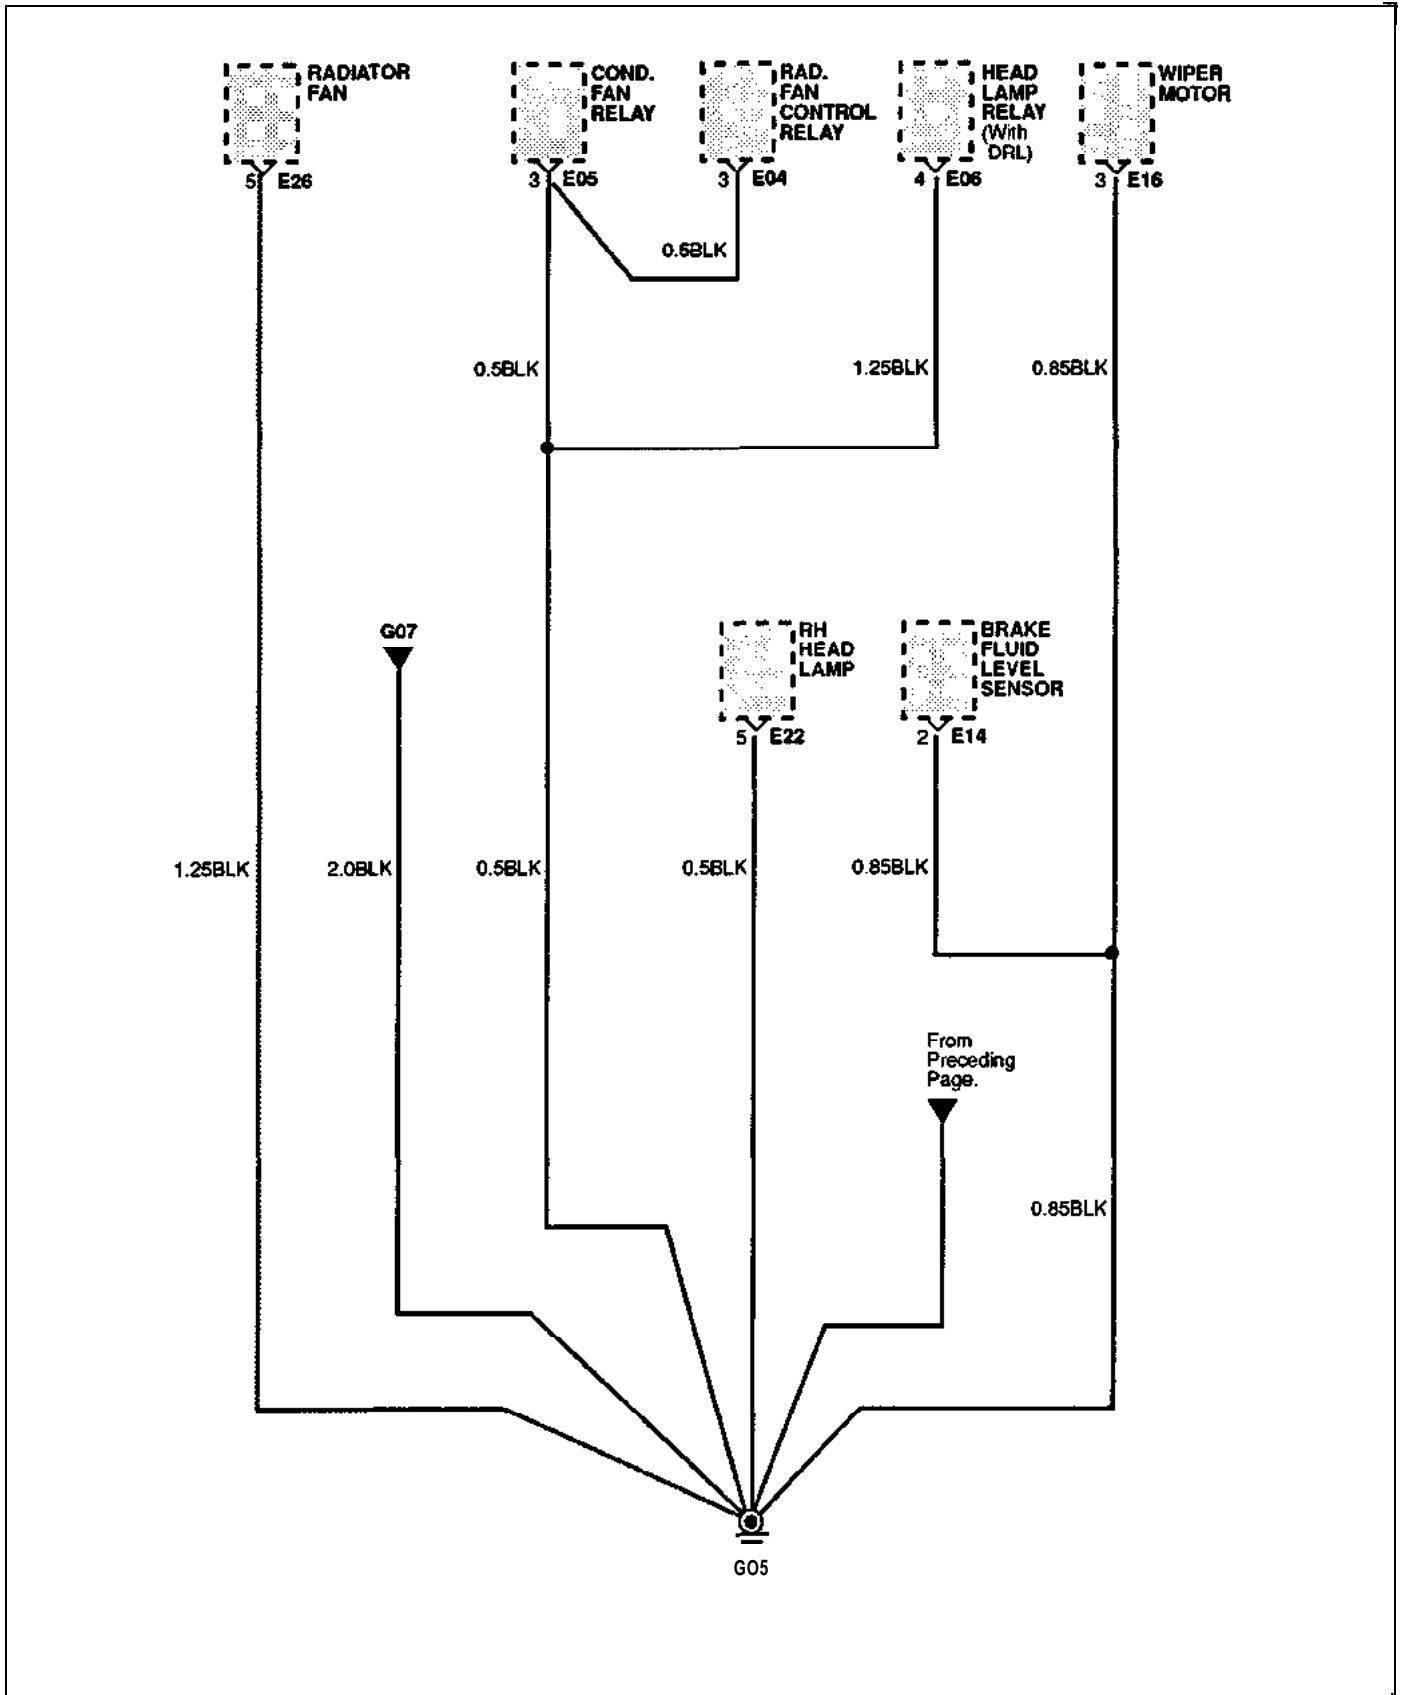 RADIATOR
FAN
5 E26
COND.
FAN
RELAY
3 E05
RAD.
FAN
CONTROL
RELAY
3 E04
HEAD
LAMP
RELAY
(With
DRL)
4 E06
WIPER
MOTOR
3 E16
0.5BLK
0.5BLK
1.25BLK
0.85BLK
G07
RH
HEAD
LAMP
5 E22
BRAKE
FLUID
LEVEL
SENSOR
2 E14
1.25BLK
2.0BLK
0.5BLK
0.5BLK
0.85BLK
From
Preceding
Page.
0.85BLK
GO5